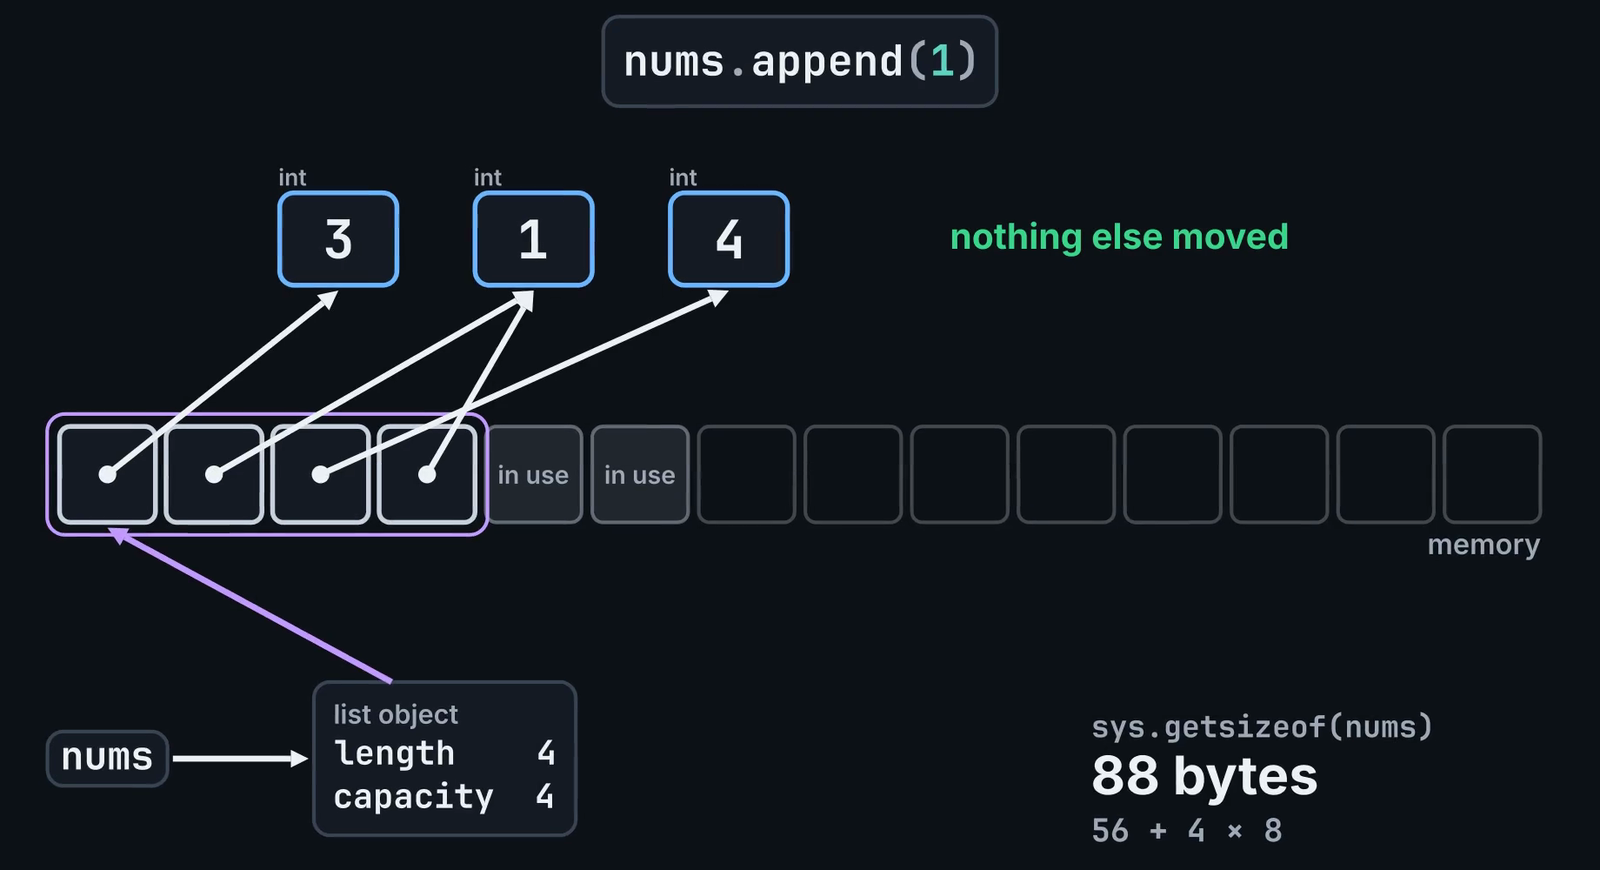 nums.append(1)
int
int
int
3
1
4
nothing else moved
in use
in use
memory
list object
length 4
capacity 4
nums
sys.getsizeof(nums)
88 bytes
56 + 4 × 8